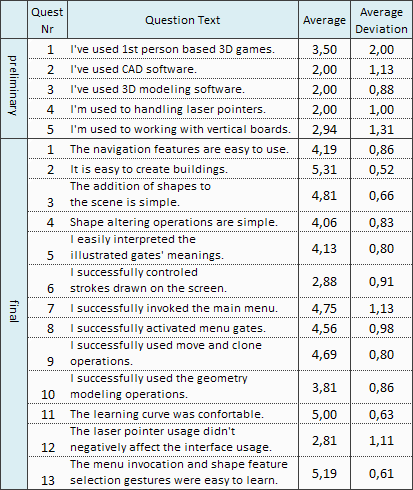 Quest Nr Question Text Average Average Deviation
preliminary
1 I've used 1st person based 3D games. 3,50 2,00
2 I've used CAD software. 2,00 1,13
3 I've used 3D modeling software. 2,00 0,88
4 I'm used to handling laser pointers. 2,00 1,00
5 I'm used to working with vertical boards. 2,94 1,31
final
1 The navigation features are easy to use. 4,19 0,86
2 It is easy to create buildings. 5,31 0,52
The addition of shapes to
3 the scene is simple. 4,81 0,66
4 Shape altering operations are simple. 4,06 0,83
I easily interpreted the
5 illustrated gates' meanings. 4,13 0,80
I successfully controled
6 strokes drawn on the screen. 2,88 0,91
7 I successfully invoked the main menu. 4,75 1,13
8 I successfully activated menu gates. 4,56 0,98
I successfully used move and clone
9 operations. 4,69 0,80
I successfully used the geometry
10 modeling operations. 3,81 0,86
11 The learning curve was confortable. 5,00 0,63
The laser pointer usage didn't
12 negatively affect the interface usage. 2,81 1,11
The menu invocation and shape feature
13 selection gestures were easy to learn. 5,19 0,61